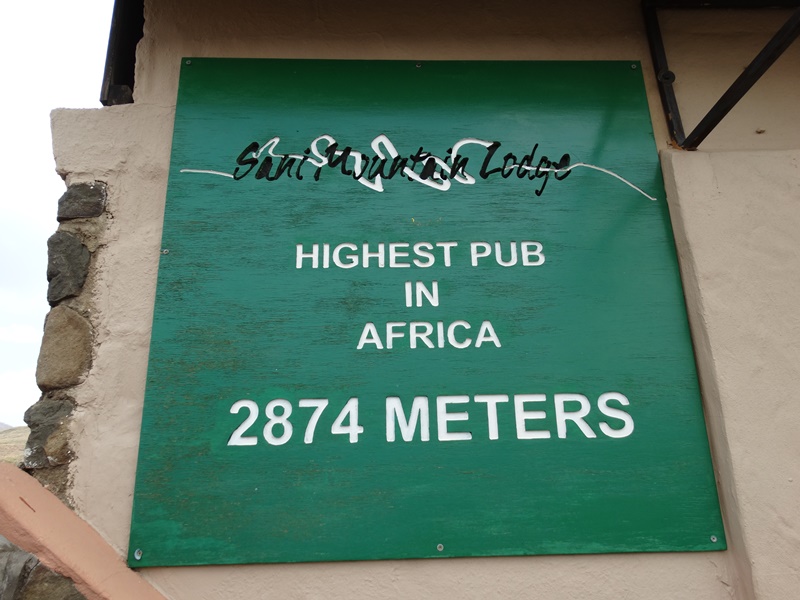 Sani Mountain Lodge
HIGHEST PUB
IN
AFRICA
2874 METERS